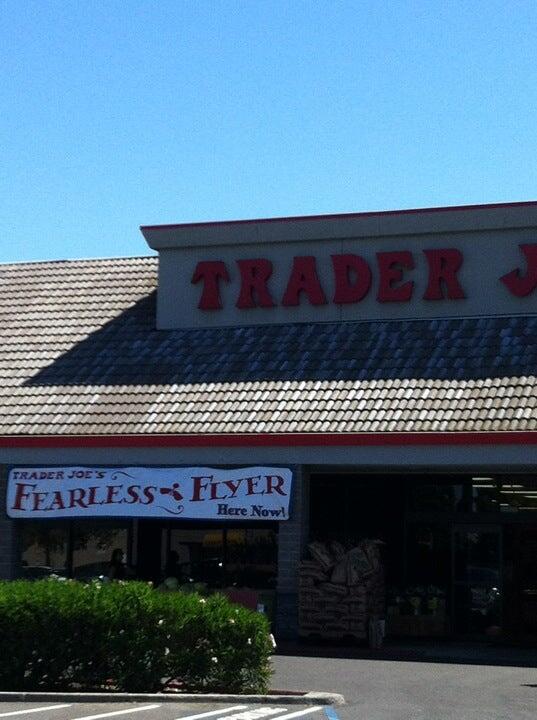 TRADER J
TRADER JOE'S
FEARLESS FLYER
Here Now!